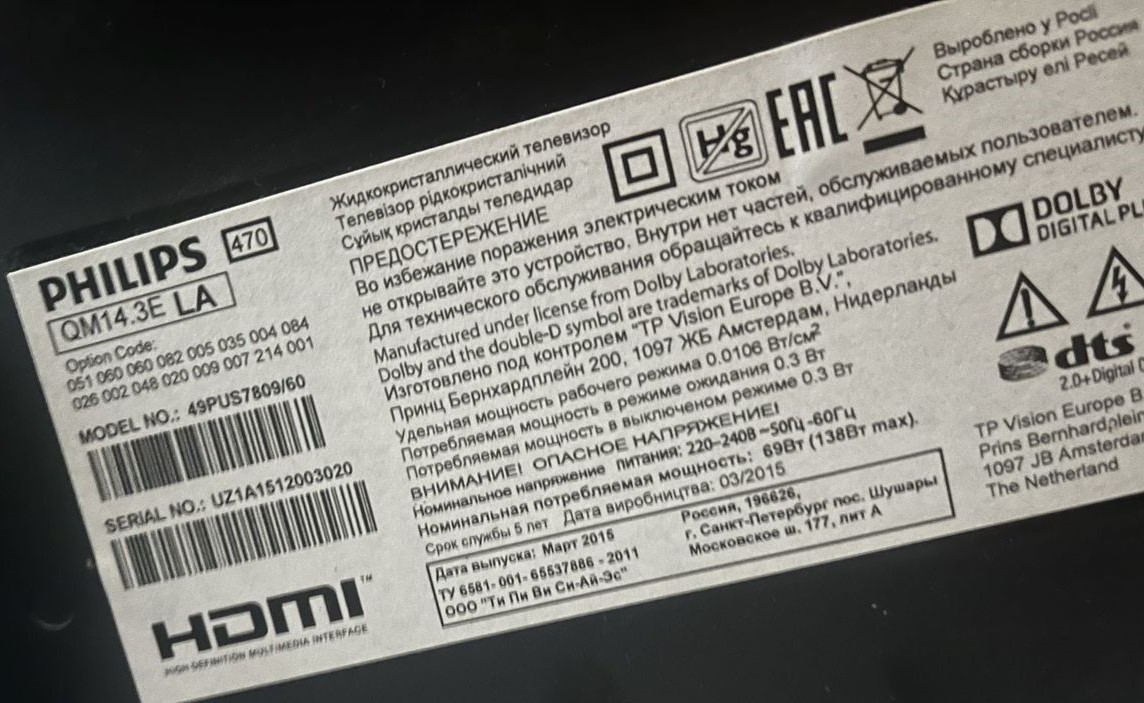 PHILIPS 470
QM14.3E LA
Option Code:
051 060 060 082 005 035 004 084
026 002 048 020 009 007 214 001
MODEL NO.: 49PUS7809/60
SERIAL NO.: UZ1A1512003020
HDMI™
HIGH-DEFINITION MULTIMEDIA INTERFACE
Жидкокристаллический телевизор
Телевізор рідкокристалічний
Сұйық кристалды теледидар
ПРЕДОСТЕРЕЖЕНИЕ
Во избежание поражения электрическим током
не открывайте это устройство. Внутри нет частей, обслуживаемых пользователем.
Для технического обслуживания обращайтесь к квалифицированному специалисту
Manufactured under license from Dolby Laboratories.
Dolby and the double-D symbol are trademarks of Dolby Laboratories.
Изготовлено под контролем "TP Vision Europe B.V.",
Принц Бернхардплейн 200, 1097 ЖБ Амстердам, Нидерланды
Удельная мощность рабочего режима 0.0106 Вт/см²
Потребляемая мощность в режиме ожидания 0.3 Вт
Потребляемая мощность в выключеном режиме 0.3 Вт
ВНИМАНИЕ! ОПАСНОЕ НАПРЯЖЕНИЕ!
Номинальное напряжение питания: 220-240В ~50Гц -60Гц
Номинальная потребляемая мощность: 69Вт (138Вт max).
Срок службы 5 лет Дата виробництва: 03/2015
Дата выпуска: Март 2015
ТУ 6581- 001- 65537886 - 2011
ООО "Ти Пи Ви Си-Ай-Эс"
Россия, 196626,
г. Санкт-Петербург пос. Шушары
Московское ш. 177, лит А
Hg
EAC
Вырoблено у Росії
Страна сборки Россия
Құрастыру елі Ресей
DOLBY
DIGITAL
dts
2.0+Digital
TP Vision Europe B
Prins Bernhardplein
1097 JB Amsterda
The Netherland